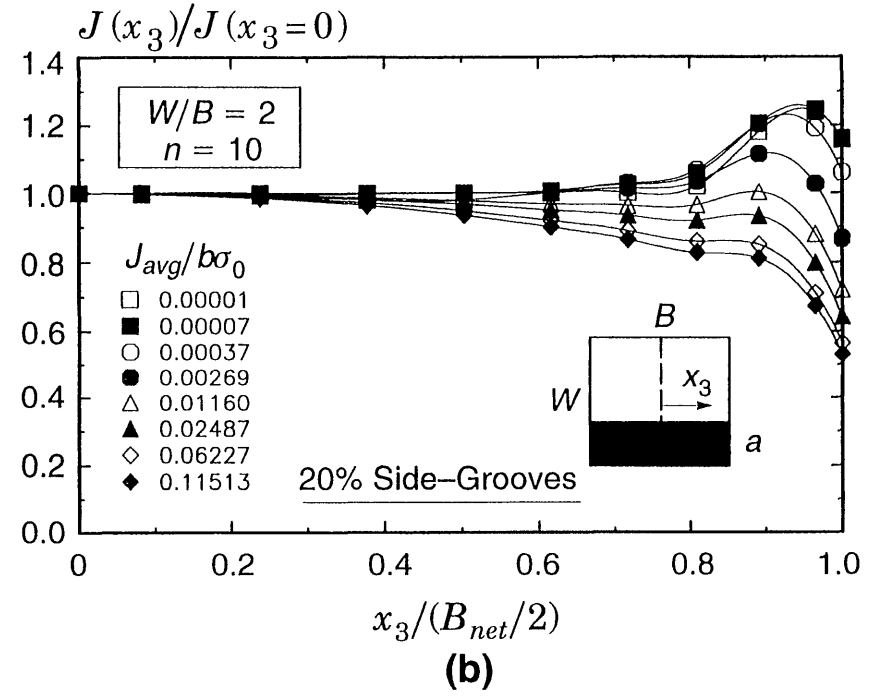 J(x₃)/J(x₃=0)
1.4
1.2
1.0
0.8
0.6
0.4
0.2
0.0
W/B = 2
n = 10
J_avg/bσ₀
0.00001
0.00007
0.00037
0.00269
0.01160
0.02487
0.06227
0.11513
B
x₃
W
a
20% Side–Grooves
0 0.2 0.4 0.6 0.8 1.0
x₃/(B_net/2)
(b)